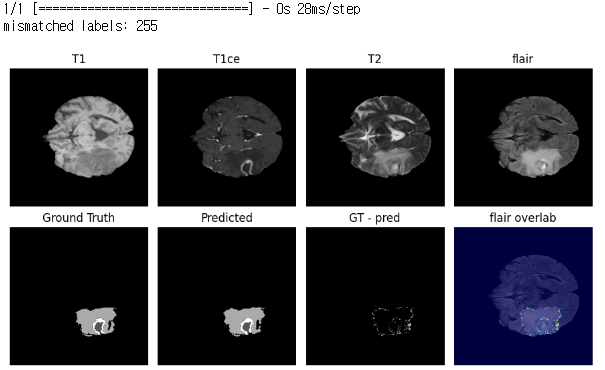 1/1 [==============================] - 0s 28ms/step
mismatched labels: 255
T1 T1ce T2 flair
Ground Truth Predicted GT - pred flair overlab